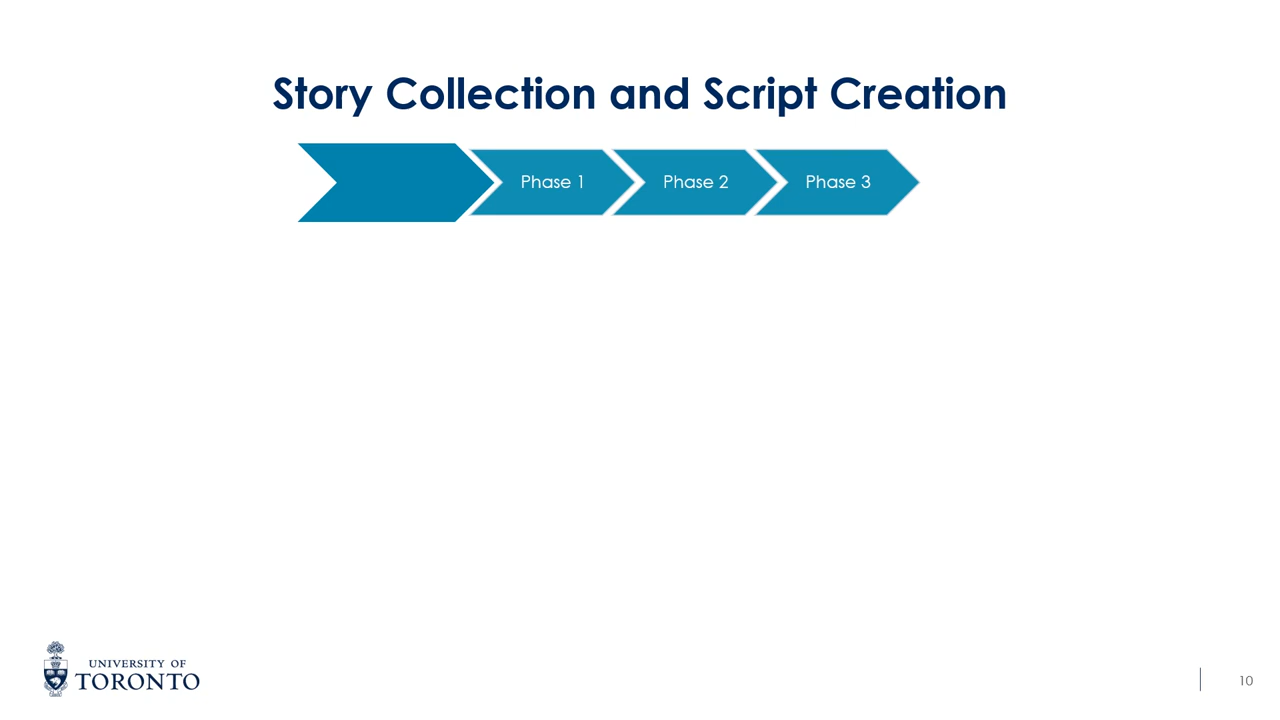 Story Collection and Script Creation
Phase 1
Phase 2
Phase 3
UNIVERSITY OF
TORONTO
10